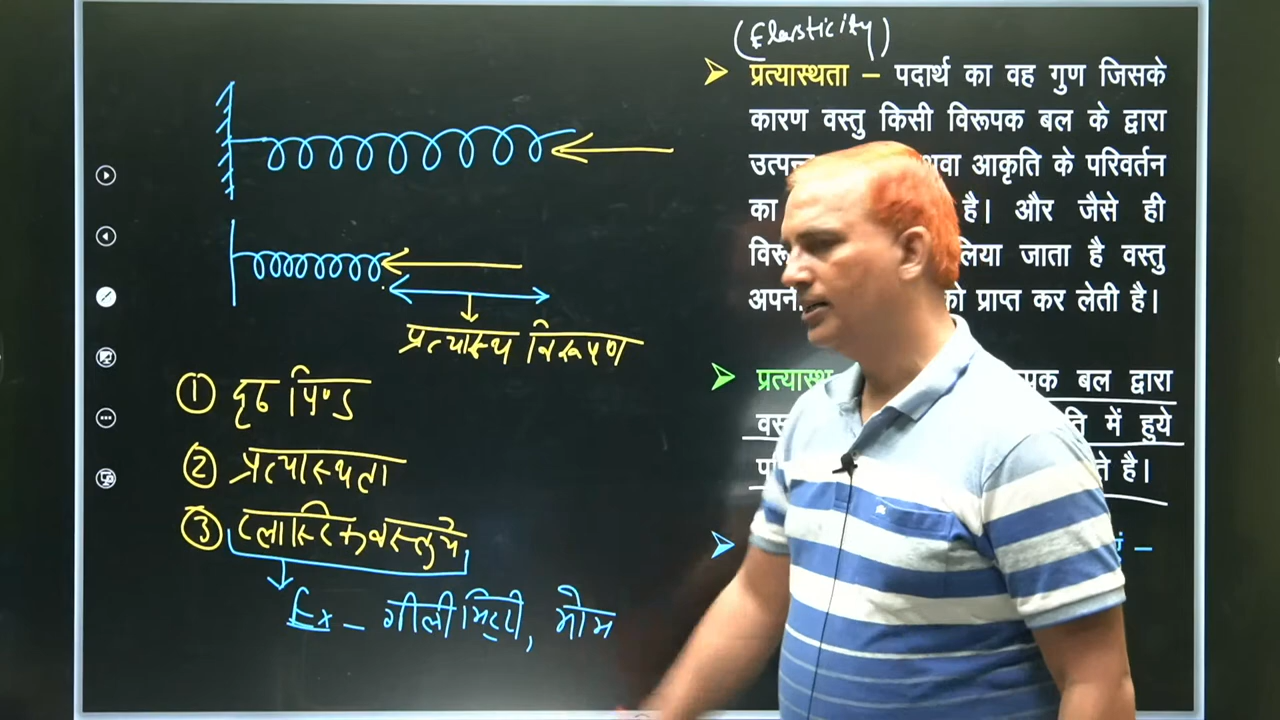 (Elasticity)
प्रत्यास्थता – पदार्थ का वह गुण जिसके
कारण वस्तु किसी विरूपक बल के द्वारा
आकृति के परिवर्तन
का है। और जैसे ही
लिया जाता है वस्तु
को प्राप्त कर लेती है।
बल द्वारा
में हुये
है।
प्रत्यास्थ विरूपण
① दृढ पिण्ड
② प्रत्यास्थता
③ प्लास्टिक वस्तुये
Ex – गीली मिट्टी, मोम